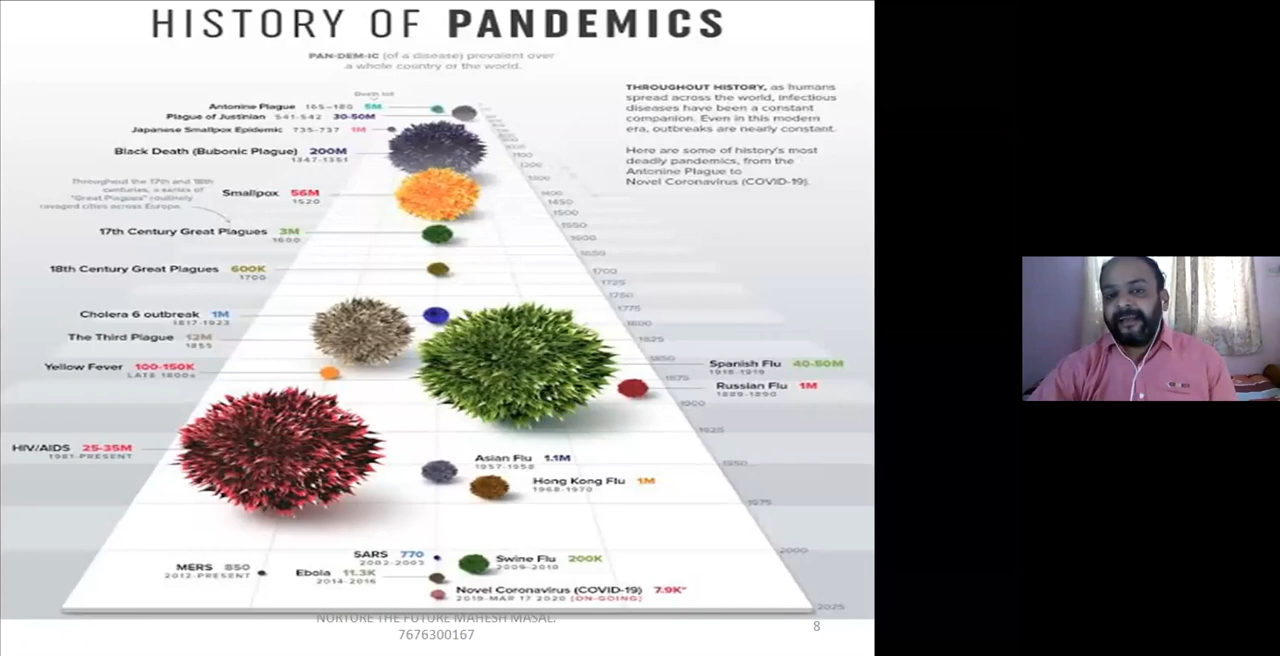 HISTORY OF PANDEMICS
PAN·DEM·IC (of a disease) prevalent over
a whole country or the world.
THROUGHOUT HISTORY, as humans
spread across the world, infectious
diseases have been a constant
companion. Even in this modern
era, outbreaks are nearly constant.
Here are some of history's most
deadly pandemics, from the
Antonine Plague to
Novel Coronavirus (COVID-19).
Death toll
Antonine Plague 165-180 5M
Plague of Justinian 541-542 30-50M
Japanese Smallpox Epidemic 735-737 1M
Black Death (Bubonic Plague) 200M
1347-1351
Throughout the 17th and 18th
centuries, a series of
"Great Plagues" routinely
ravaged cities across Europe.
Smallpox 56M
1520
17th Century Great Plagues 3M
1600
18th Century Great Plagues 600K
1700
Cholera 6 outbreak 1M
1817-1923
The Third Plague 12M
1855
Yellow Fever 100-150K
LATE 1800s
Spanish Flu 40-50M
1918-1919
Russian Flu 1M
1889-1890
HIV/AIDS 25-35M
1981-PRESENT
Asian Flu 1.1M
1957-1958
Hong Kong Flu 1M
1968-1970
SARS 770
2002-2003
Swine Flu 200K
2009-2010
MERS 850
2012-PRESENT
Ebola 11.3K
2014-2016
Novel Coronavirus (COVID-19) 7.9K*
2019-MAR 17 2020 [ON-GOING]
1200
1300
1400
1450
1500
1550
1600
1650
1700
1725
1750
1775
1800
1825
1850
1875
1900
1925
1950
1975
2000
2025
NURTURE THE FUTURE MAHESH MASAL.
7676300167
8